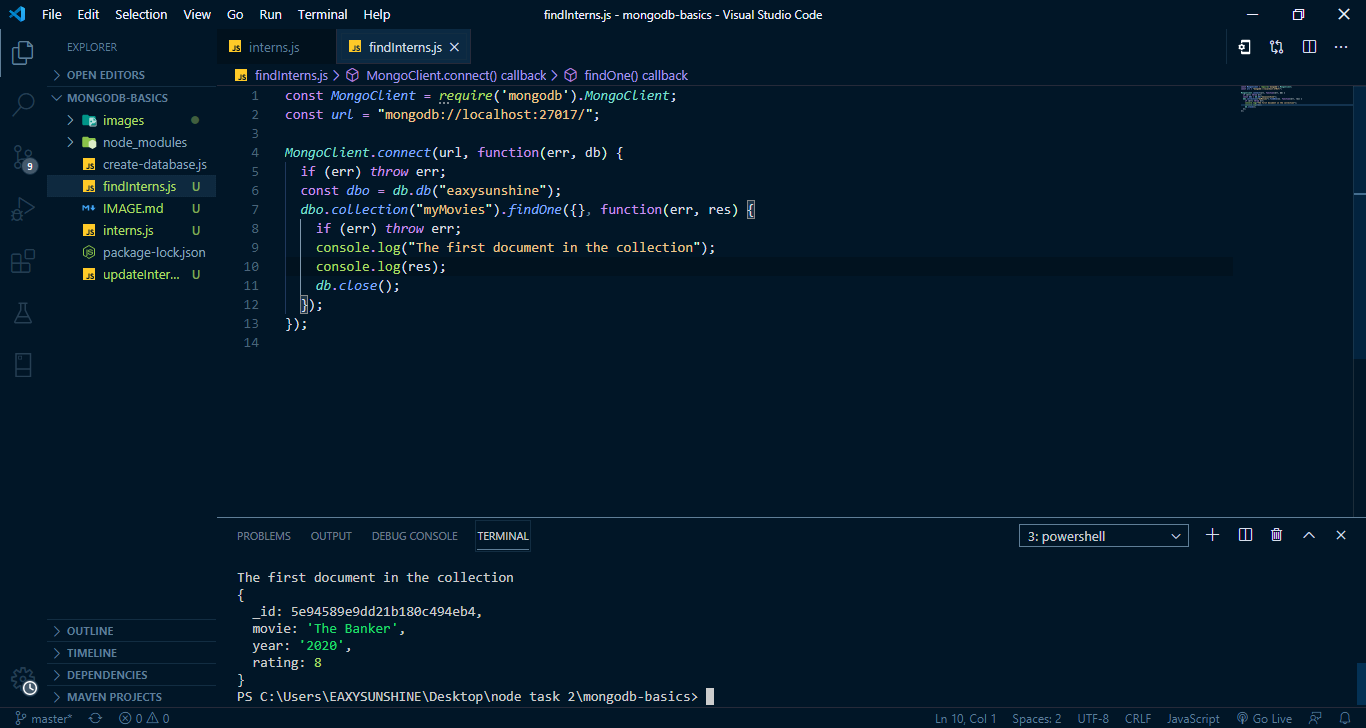 File Edit Selection View Go Run Terminal Help findInterns.js - mongodb-basics - Visual Studio Code
EXPLORER
OPEN EDITORS
MONGODB-BASICS
images
node_modules
create-database.js
findInterns.js U
IMAGE.md U
interns.js U
package-lock.json
updateInter... U
9
OUTLINE
TIMELINE
DEPENDENCIES
MAVEN PROJECTS
interns.js findInterns.js
findInterns.js > MongoClient.connect() callback > findOne() callback
1 const MongoClient = require('mongodb').MongoClient;
2 const url = "mongodb://localhost:27017/";
3
4 MongoClient.connect(url, function(err, db) {
5 if (err) throw err;
6 const dbo = db.db("eaxysunshine");
7 dbo.collection("myMovies").findOne({}, function(err, res) {
8 if (err) throw err;
9 console.log("The first document in the collection");
10 console.log(res);
11 db.close();
12 });
13 });
14
PROBLEMS OUTPUT DEBUG CONSOLE TERMINAL 3: powershell
The first document in the collection
{
_id: 5e94589e9dd21b180c494eb4,
movie: 'The Banker',
year: '2020',
rating: 8
}
PS C:\Users\EAXYSUNSHINE\Desktop\node task 2\mongodb-basics>
master* 0 0 Ln 10, Col 1 Spaces: 2 UTF-8 CRLF JavaScript Go Live